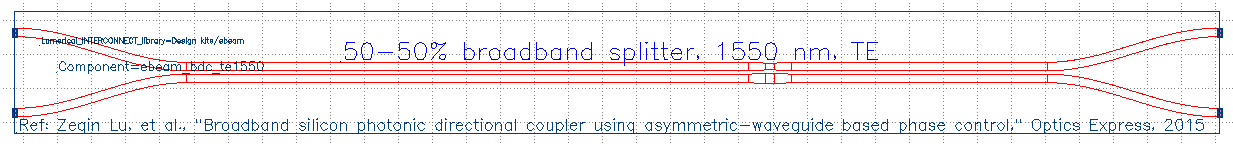 Lumerical_INTERCONNECT_library=Design kits/ebeam
50-50% broadband splitter, 1550 nm, TE
Component=ebeam_bdc_te1550
Ref: Zeqin Lu, et al., "Broadband silicon photonic directional coupler using asymmetric-waveguide based phase control," Optics Express, 2015